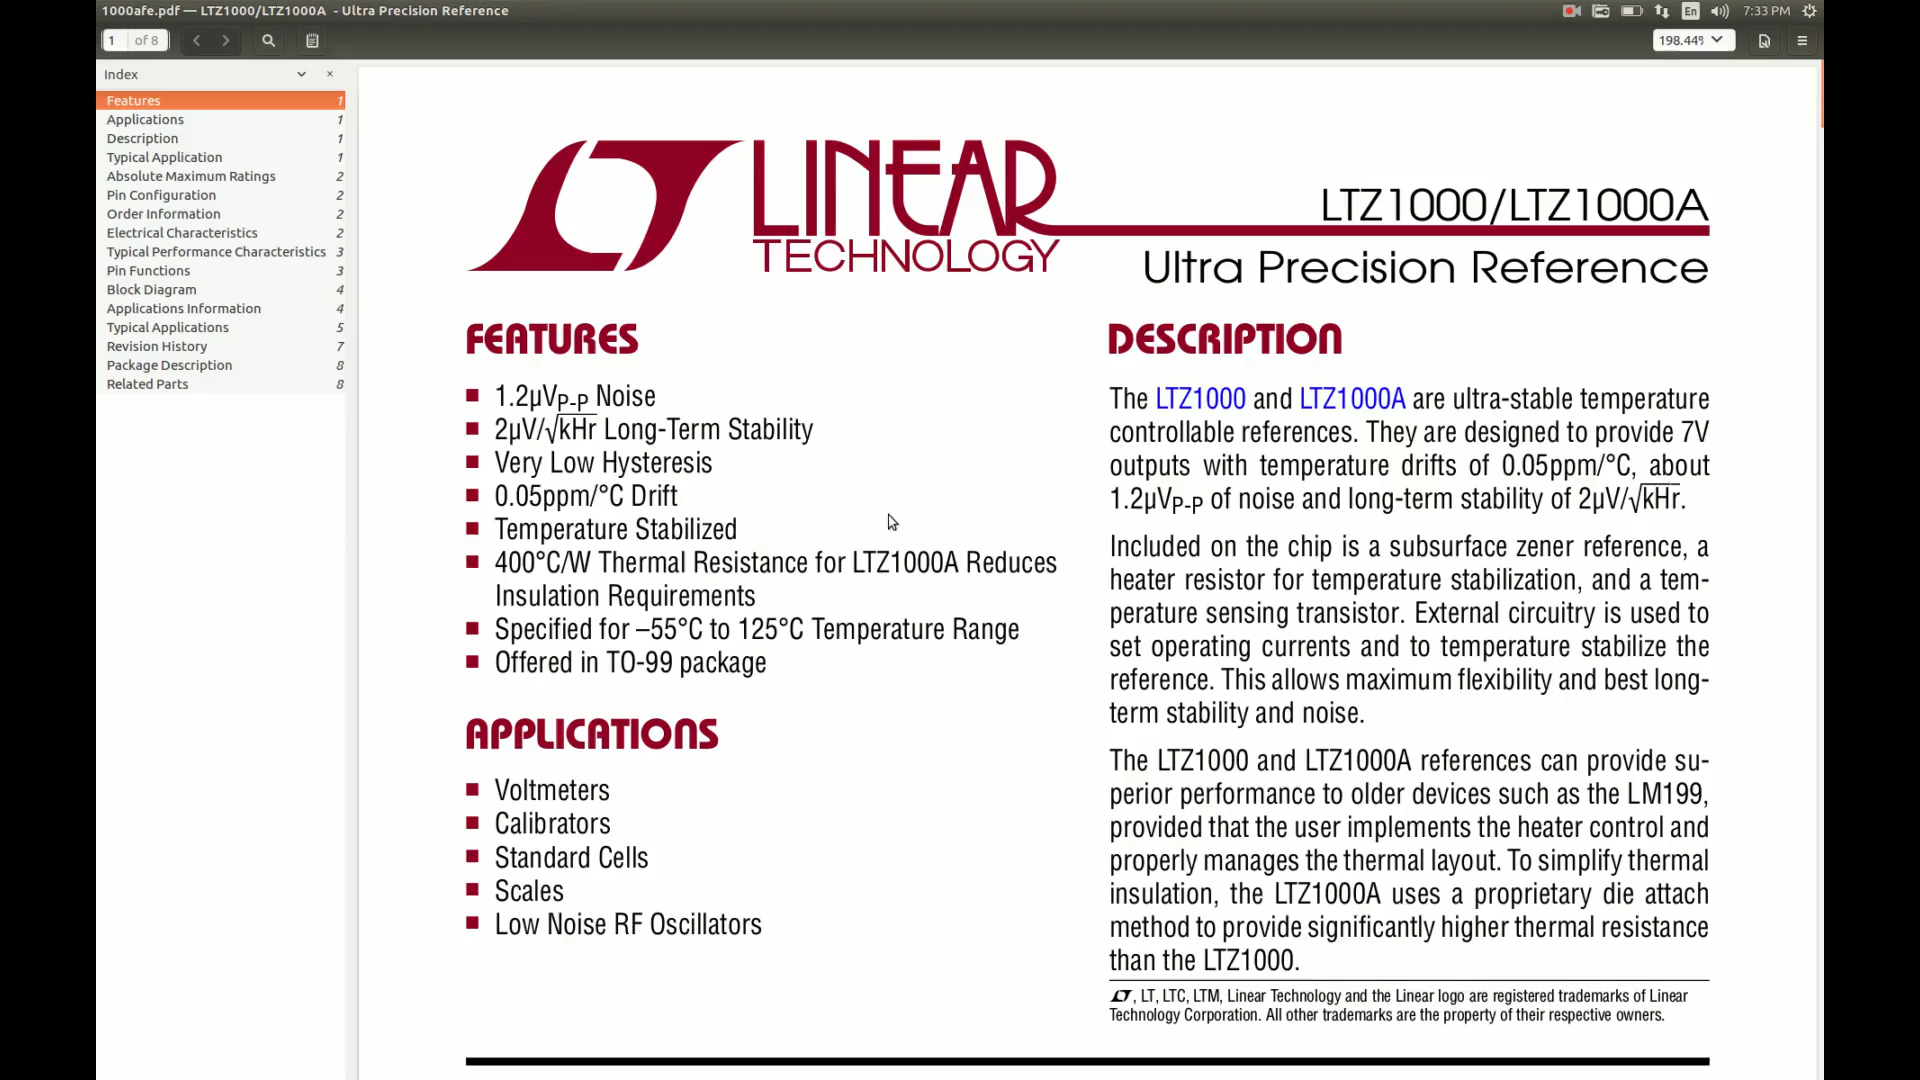 1000afe.pdf — LTZ1000/LTZ1000A - Ultra Precision Reference
En
7:33 PM
1 of 8
198.44%
Index
Features 1
Applications 1
Description 1
Typical Application 1
Absolute Maximum Ratings 2
Pin Configuration 2
Order Information 2
Electrical Characteristics 2
Typical Performance Characteristics 3
Pin Functions 3
Block Diagram 4
Applications Information 4
Typical Applications 5
Revision History 7
Package Description 8
Related Parts 8
LINEAR
TECHNOLOGY
LTZ1000/LTZ1000A
Ultra Precision Reference
FEATURES
■ 1.2µVP-P Noise
■ 2µV/√kHr Long-Term Stability
■ Very Low Hysteresis
■ 0.05ppm/°C Drift
■ Temperature Stabilized
■ 400°C/W Thermal Resistance for LTZ1000A Reduces
Insulation Requirements
■ Specified for –55°C to 125°C Temperature Range
■ Offered in TO-99 package
APPLICATIONS
■ Voltmeters
■ Calibrators
■ Standard Cells
■ Scales
■ Low Noise RF Oscillators
DESCRIPTION
The LTZ1000 and LTZ1000A are ultra-stable temperature
controllable references. They are designed to provide 7V
outputs with temperature drifts of 0.05ppm/°C, about
1.2µVP-P of noise and long-term stability of 2µV/√kHr.
Included on the chip is a subsurface zener reference, a
heater resistor for temperature stabilization, and a tem-
perature sensing transistor. External circuitry is used to
set operating currents and to temperature stabilize the
reference. This allows maximum flexibility and best long-
term stability and noise.
The LTZ1000 and LTZ1000A references can provide su-
perior performance to older devices such as the LM199,
provided that the user implements the heater control and
properly manages the thermal layout. To simplify thermal
insulation, the LTZ1000A uses a proprietary die attach
method to provide significantly higher thermal resistance
than the LTZ1000.
LT, LT, LTC, LTM, Linear Technology and the Linear logo are registered trademarks of Linear
Technology Corporation. All other trademarks are the property of their respective owners.